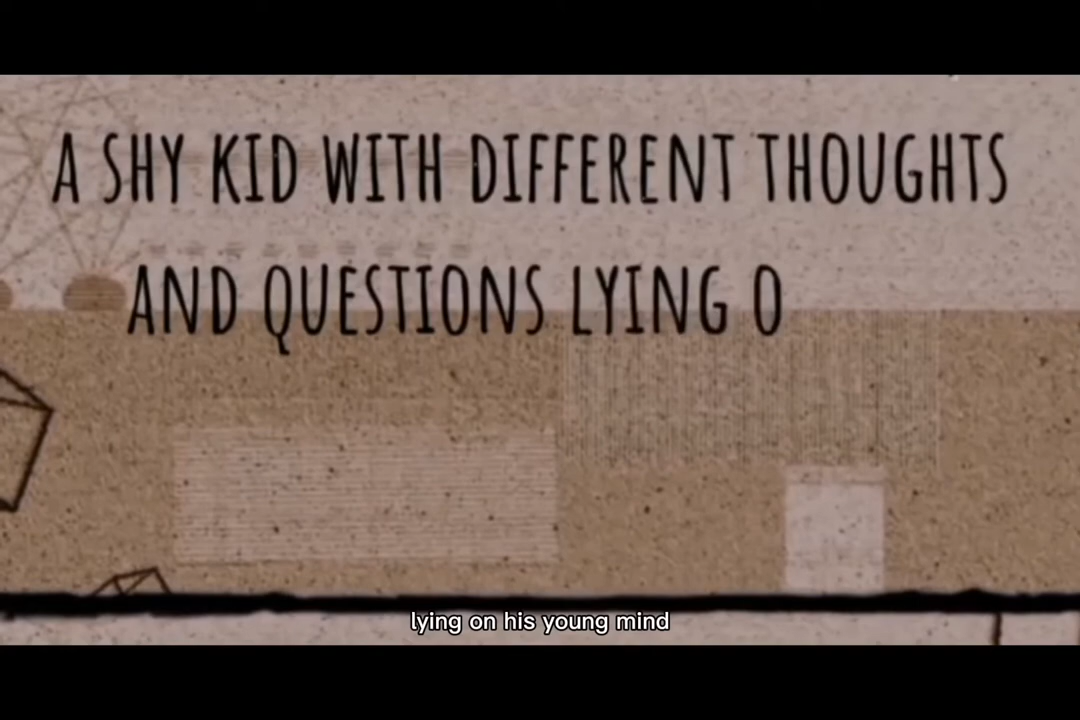 A SHY KID WITH DIFFERENT THOUGHTS
AND QUESTIONS LYING O
lying on his young mind